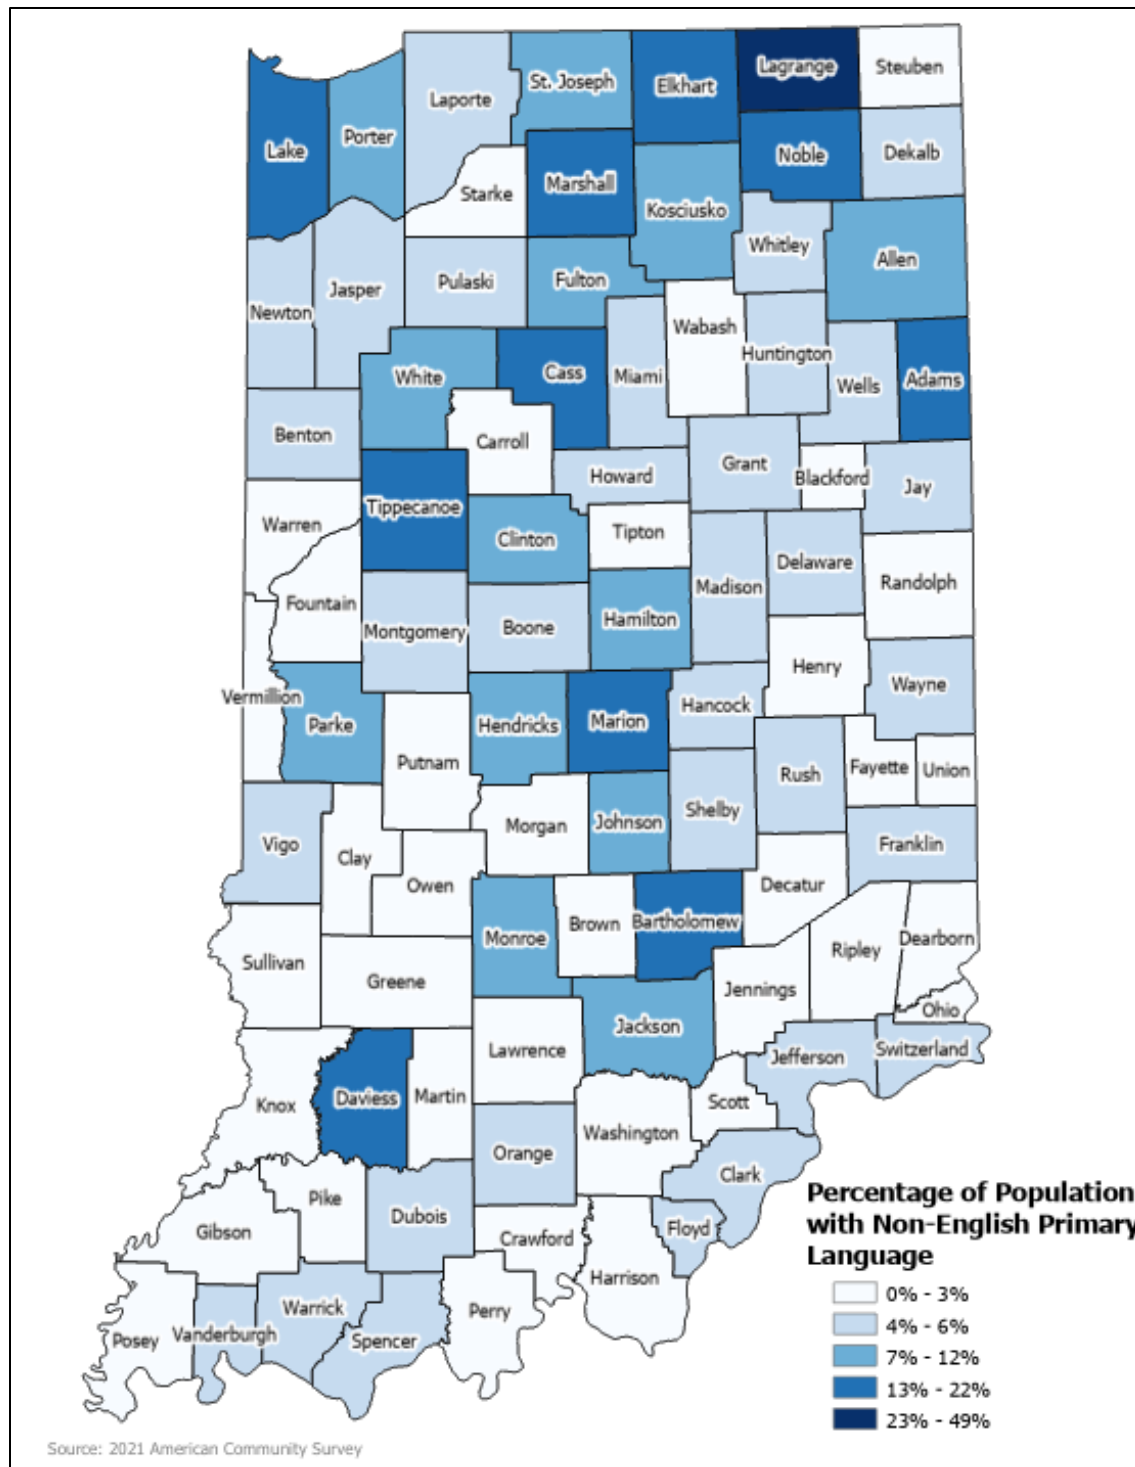 St. Joseph
Elkhart
Lagrange
Steuben
Laporte
Lake
Porter
Noble
Dekalb
Marshall
Starke
Kosciusko
Whitley
Allen
Newton
Jasper
Pulaski
Fulton
Wabash
Huntington
White
Cass
Miami
Wells
Adams
Benton
Carroll
Howard
Grant
Blackford
Jay
Warren
Tippecanoe
Clinton
Tipton
Delaware
Madison
Randolph
Fountain
Montgomery
Boone
Hamilton
Henry
Wayne
Vermillion
Parke
Hendricks
Marion
Hancock
Putnam
Rush
Fayette
Union
Morgan
Johnson
Shelby
Vigo
Clay
Owen
Decatur
Franklin
Monroe
Brown
Bartholomew
Ripley
Dearborn
Sullivan
Greene
Jennings
Ohio
Lawrence
Jackson
Jefferson
Switzerland
Knox
Daviess
Martin
Scott
Washington
Orange
Clark
Pike
Dubois
Gibson
Crawford
Floyd
Harrison
Posey
Vanderburgh
Warrick
Spencer
Perry
Percentage of Population
with Non-English Primary
Language
0% - 3%
4% - 6%
7% - 12%
13% - 22%
23% - 49%
Source: 2021 American Community Survey